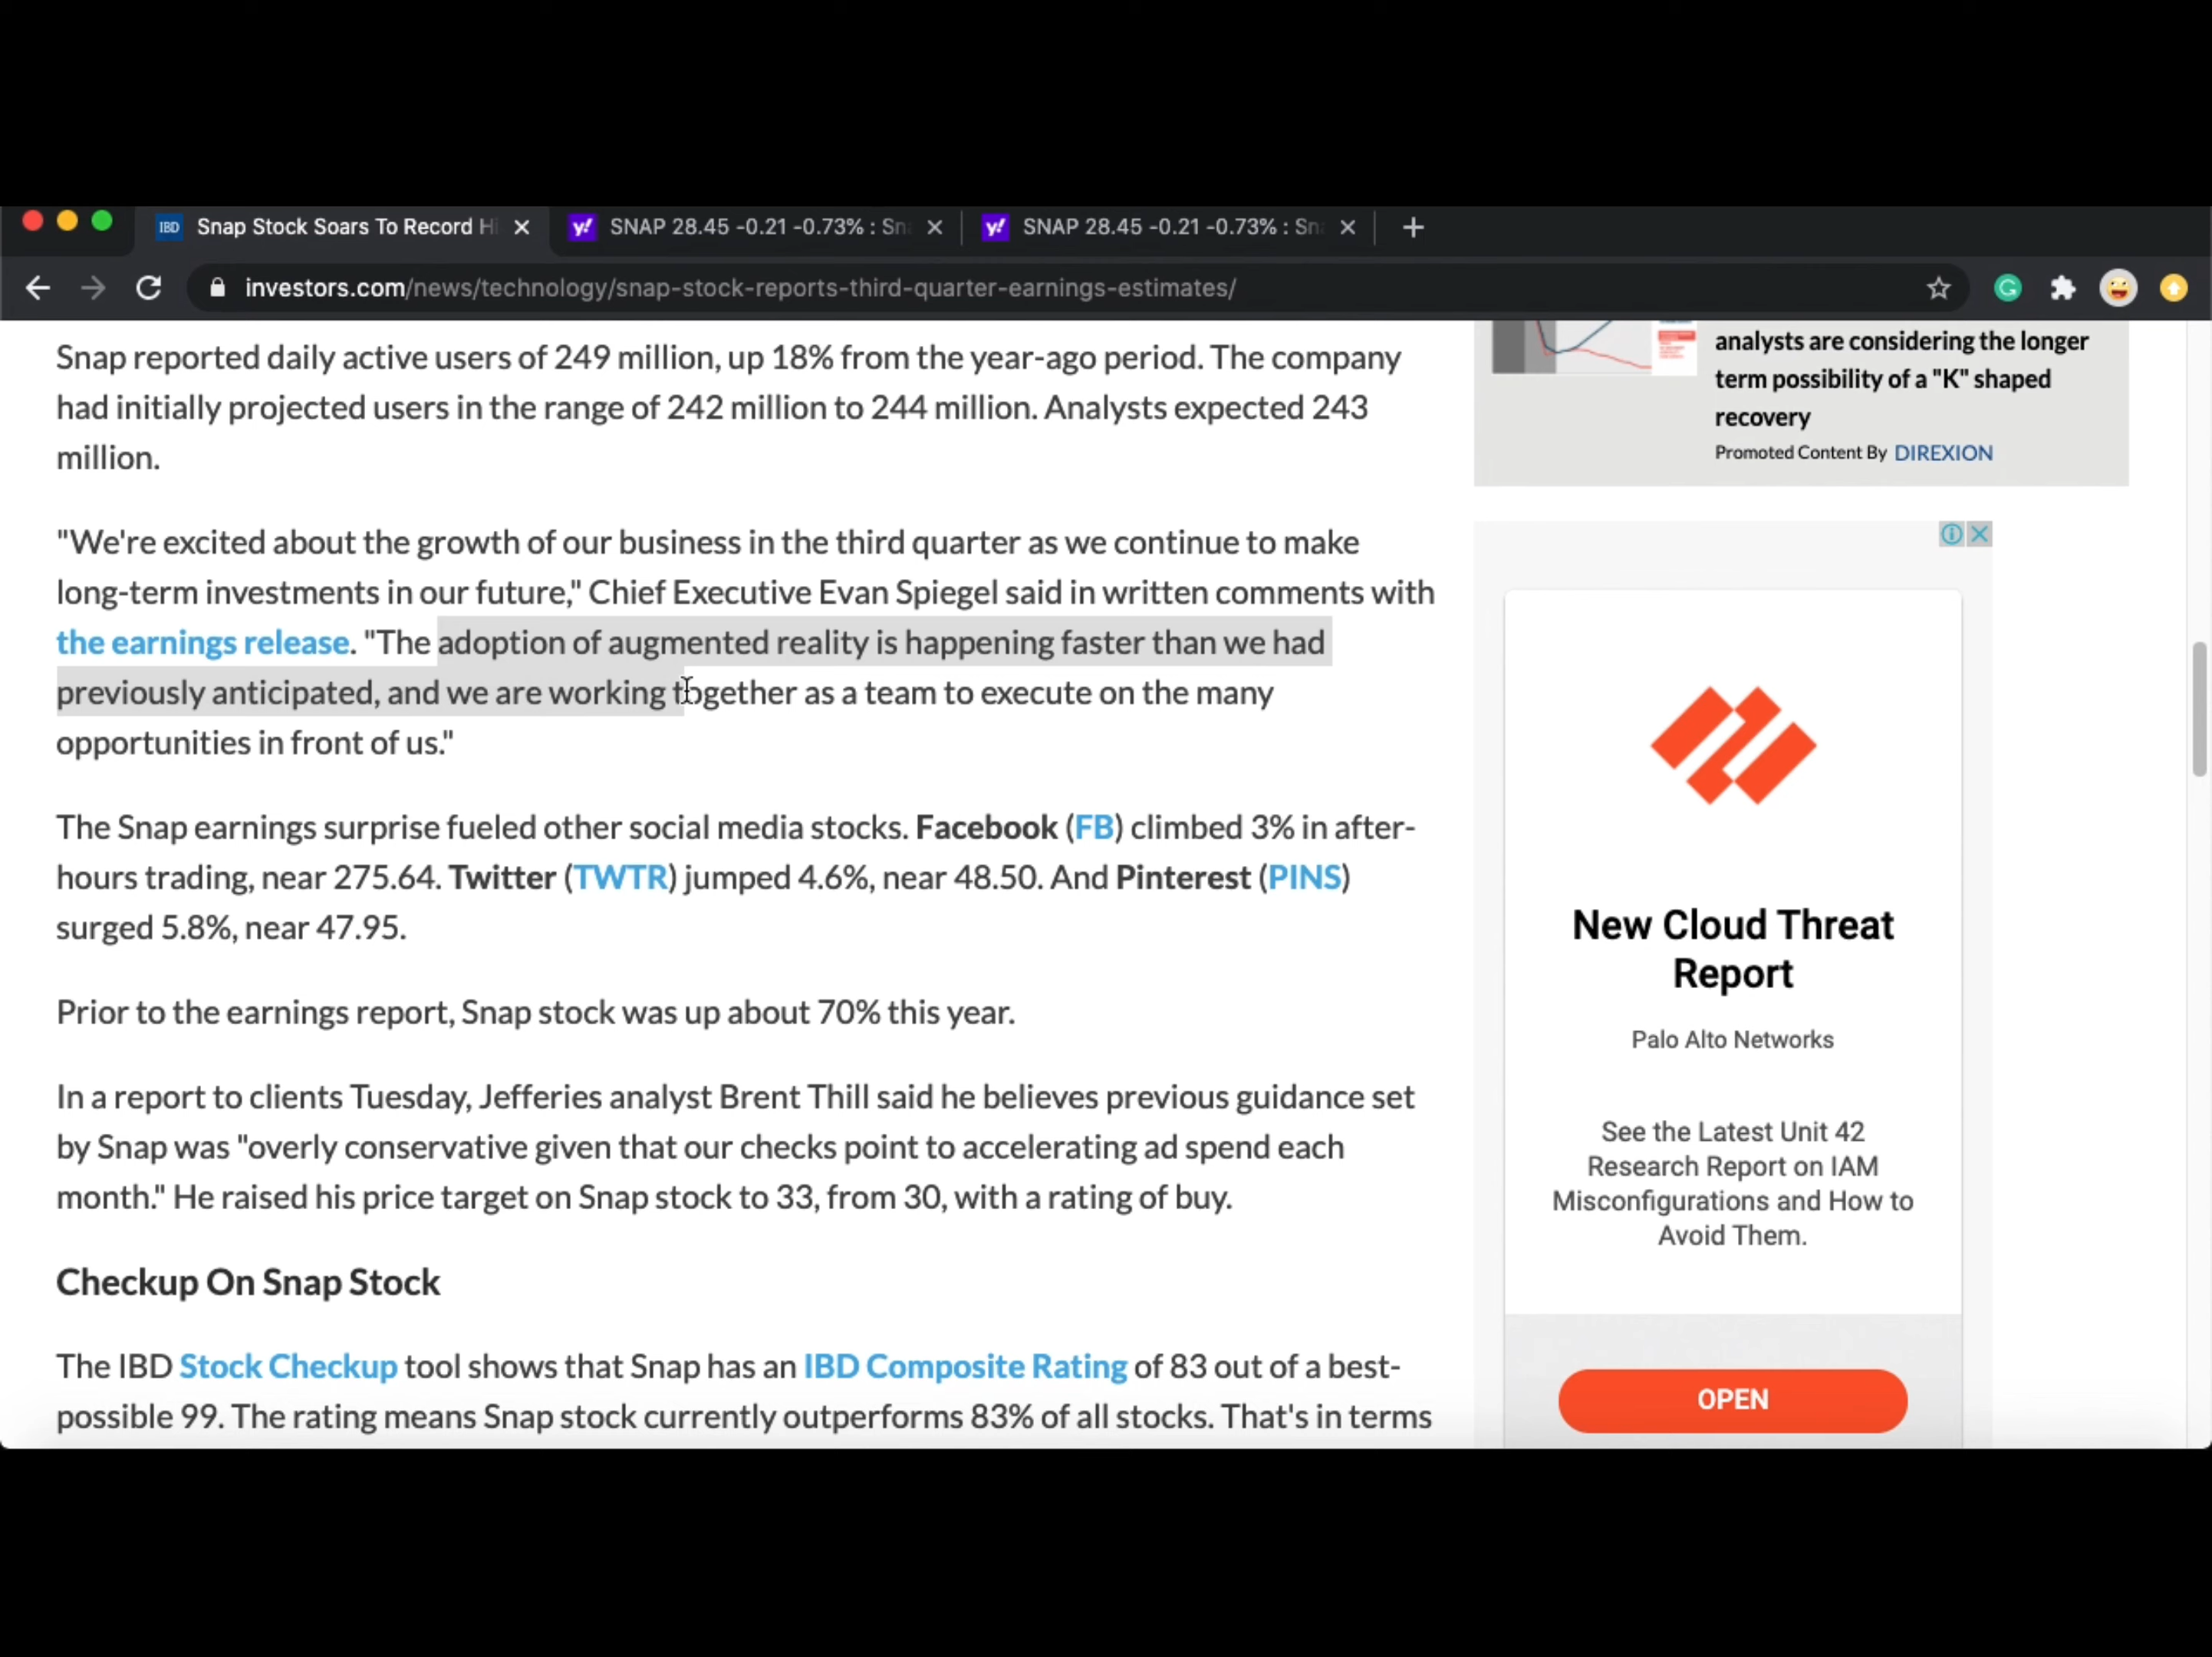 IBD Snap Stock Soars To Record Hi
y! SNAP 28.45 -0.21 -0.73% : Sn
y! SNAP 28.45 -0.21 -0.73% : Sn
investors.com/news/technology/snap-stock-reports-third-quarter-earnings-estimates/
Snap reported daily active users of 249 million, up 18% from the year-ago period. The company
had initially projected users in the range of 242 million to 244 million. Analysts expected 243
million.
"We're excited about the growth of our business in the third quarter as we continue to make
long-term investments in our future," Chief Executive Evan Spiegel said in written comments with
the earnings release. "The adoption of augmented reality is happening faster than we had
previously anticipated, and we are working together as a team to execute on the many
opportunities in front of us."
The Snap earnings surprise fueled other social media stocks. Facebook (FB) climbed 3% in after-
hours trading, near 275.64. Twitter (TWTR) jumped 4.6%, near 48.50. And Pinterest (PINS)
surged 5.8%, near 47.95.
Prior to the earnings report, Snap stock was up about 70% this year.
In a report to clients Tuesday, Jefferies analyst Brent Thill said he believes previous guidance set
by Snap was "overly conservative given that our checks point to accelerating ad spend each
month." He raised his price target on Snap stock to 33, from 30, with a rating of buy.
Checkup On Snap Stock
The IBD Stock Checkup tool shows that Snap has an IBD Composite Rating of 83 out of a best-
possible 99. The rating means Snap stock currently outperforms 83% of all stocks. That's in terms
analysts are considering the longer
term possibility of a "K" shaped
recovery
Promoted Content By DIREXION
New Cloud Threat
Report
Palo Alto Networks
See the Latest Unit 42
Research Report on IAM
Misconfigurations and How to
Avoid Them.
OPEN